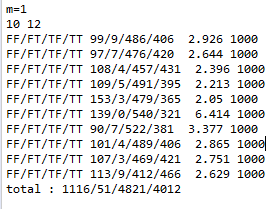 m=1
10 12
FF/FT/TF/TT 99/9/486/406 2.926 1000
FF/FT/TF/TT 97/7/476/420 2.644 1000
FF/FT/TF/TT 108/4/457/431 2.396 1000
FF/FT/TF/TT 109/5/491/395 2.213 1000
FF/FT/TF/TT 153/3/479/365 2.05 1000
FF/FT/TF/TT 139/0/540/321 6.414 1000
FF/FT/TF/TT 90/7/522/381 3.377 1000
FF/FT/TF/TT 101/4/489/406 2.865 1000
FF/FT/TF/TT 107/3/469/421 2.751 1000
FF/FT/TF/TT 113/9/412/466 2.629 1000
total : 1116/51/4821/4012